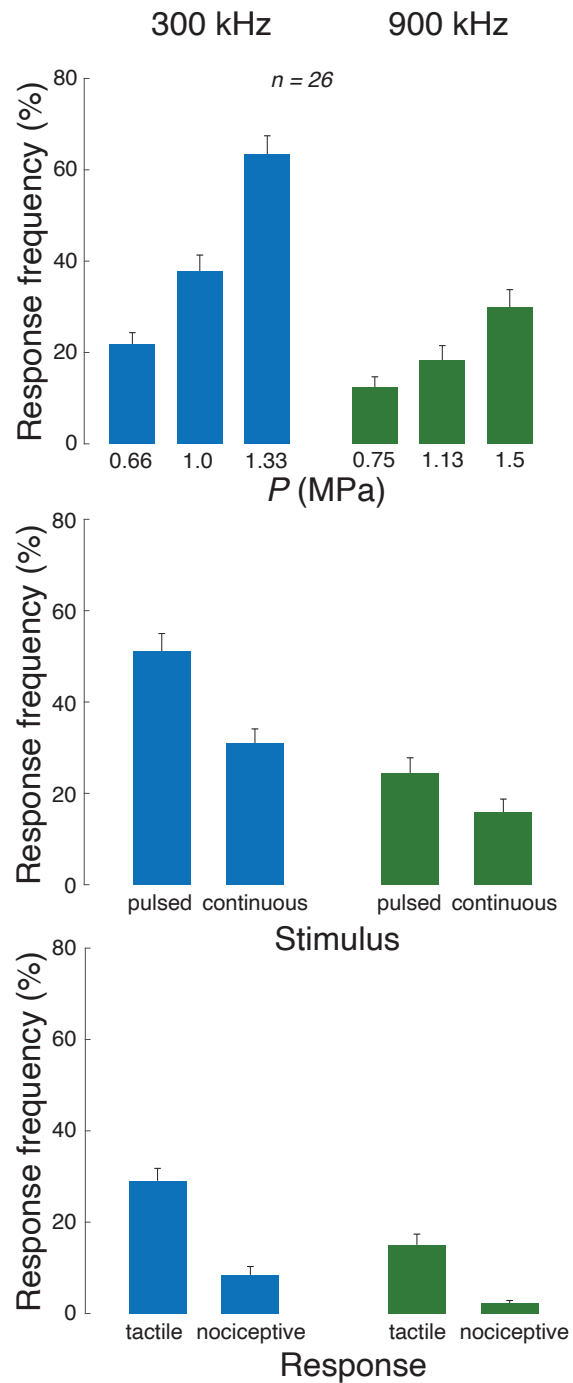 300 kHz 900 kHz
n = 26
Response frequency (%)
80
60
40
20
0
0.66 1.0 1.33 0.75 1.13 1.5
P (MPa)
Response frequency (%)
80
60
40
20
0
pulsed continuous pulsed continuous
Stimulus
Response frequency (%)
80
60
40
20
0
tactile nociceptive tactile nociceptive
Response